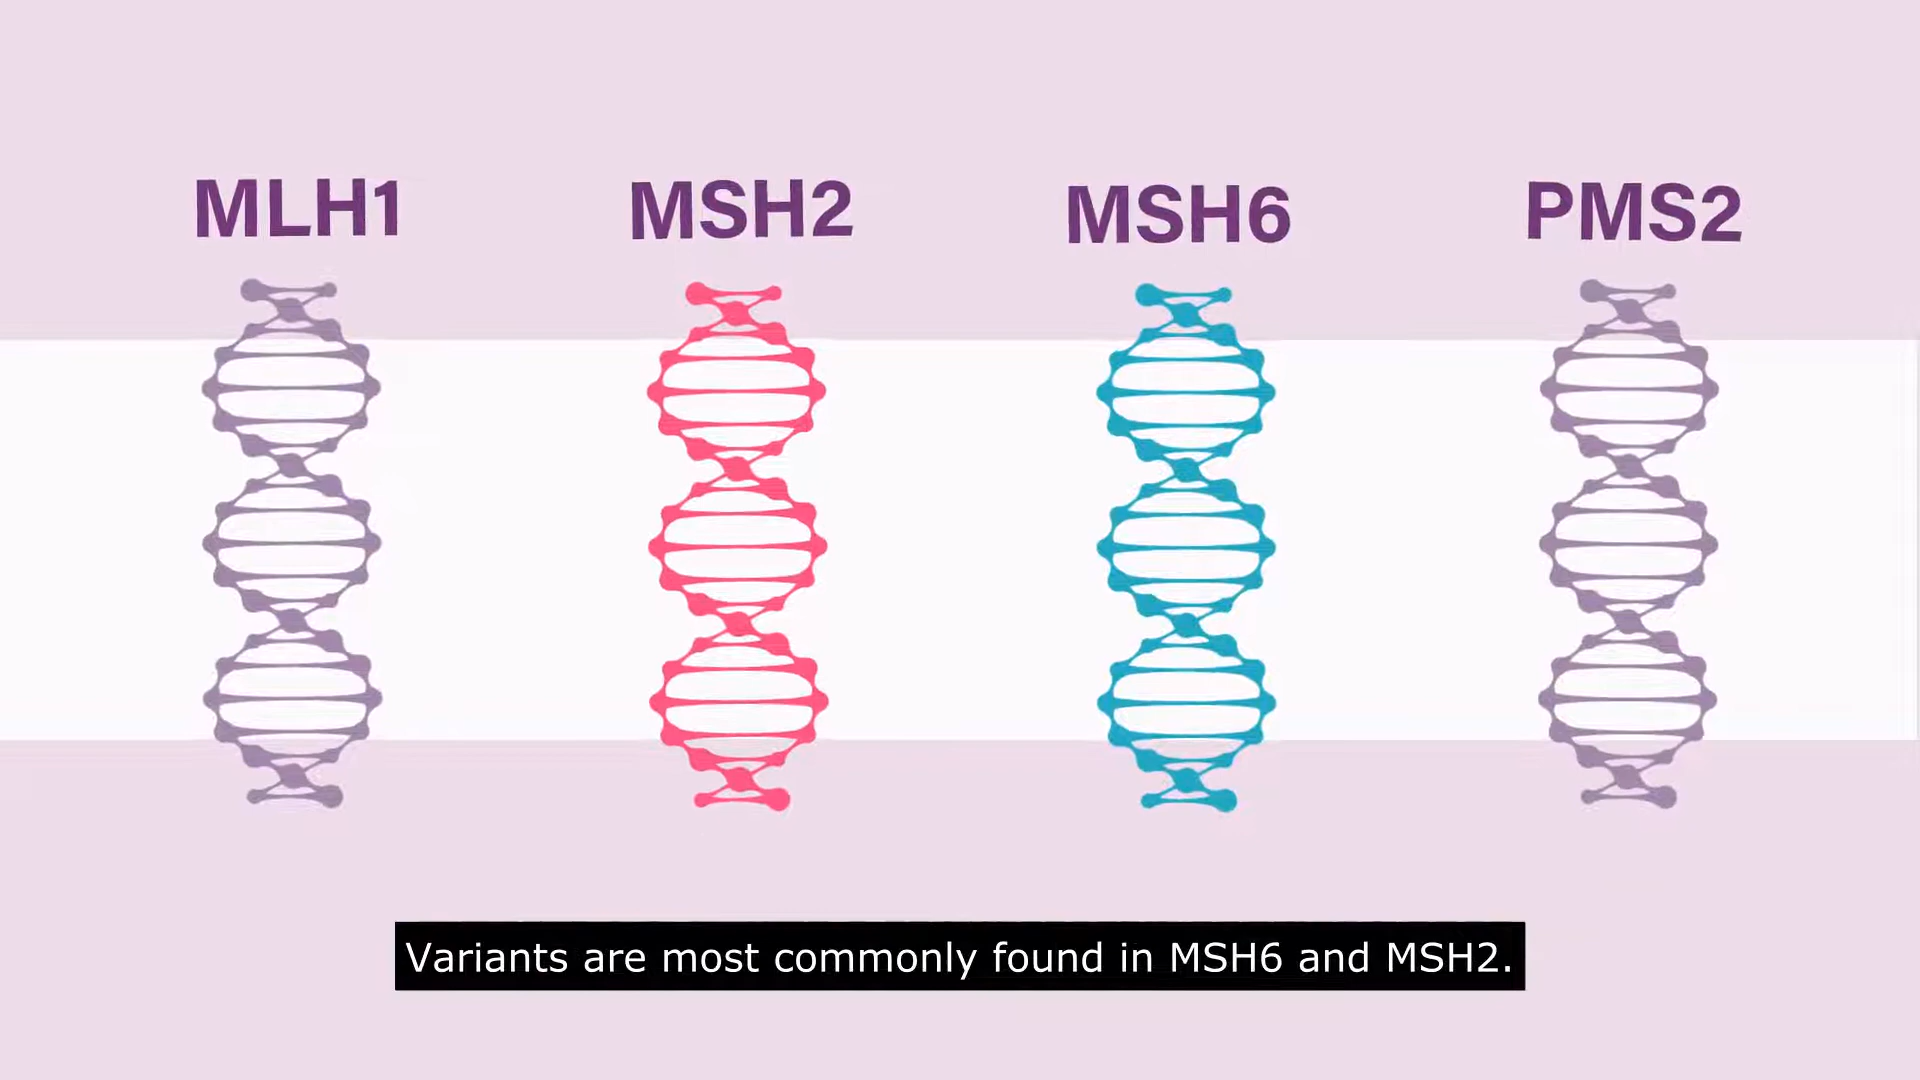 MLH1 MSH2 MSH6 PMS2
Variants are most commonly found in MSH6 and MSH2.